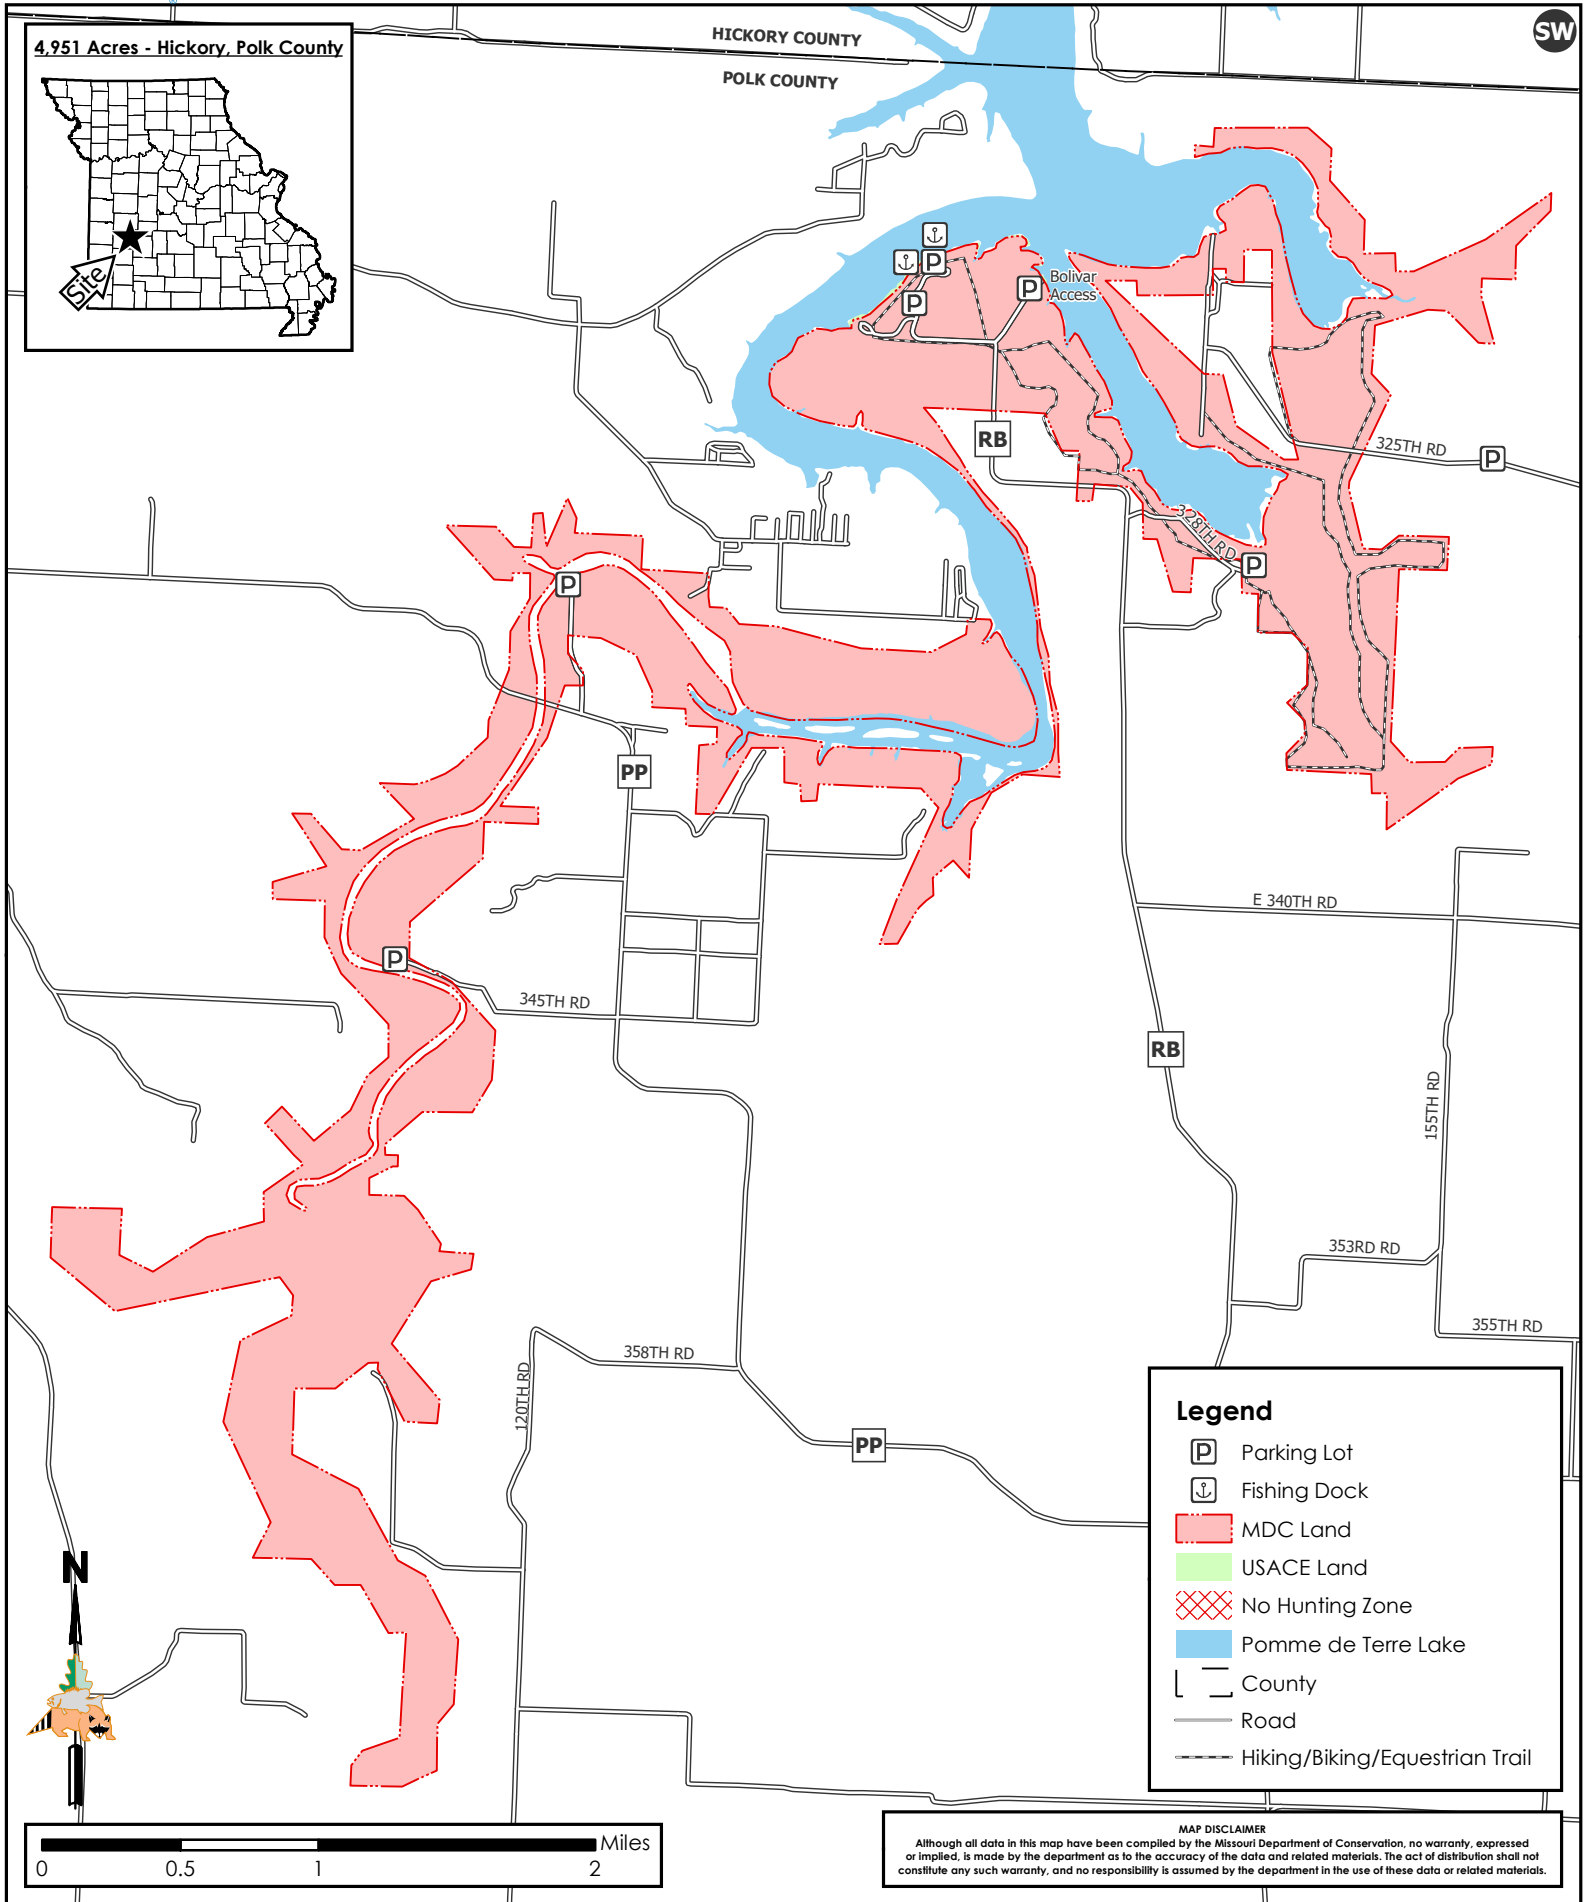 4,951 Acres - Hickory, Polk County
Site
HICKORY COUNTY
POLK COUNTY
SW
P
P
P
Bolivar
Access
RB
325TH RD
P
328TH RD
P
P
PP
E 340TH RD
P
345TH RD
RB
155TH RD
353RD RD
355TH RD
358TH RD
120TH RD
PP
N
Legend
P Parking Lot
Fishing Dock
MDC Land
USACE Land
No Hunting Zone
Pomme de Terre Lake
County
Road
Hiking/Biking/Equestrian Trail
Miles
0 0.5 1 2
MAP DISCLAIMER
Although all data in this map have been compiled by the Missouri Department of Conservation, no warranty, expressed
or implied, is made by the department as to the accuracy of the data and related materials. The act of distribution shall not
constitute any such warranty, and no responsibility is assumed by the department in the use of these data or related materials.